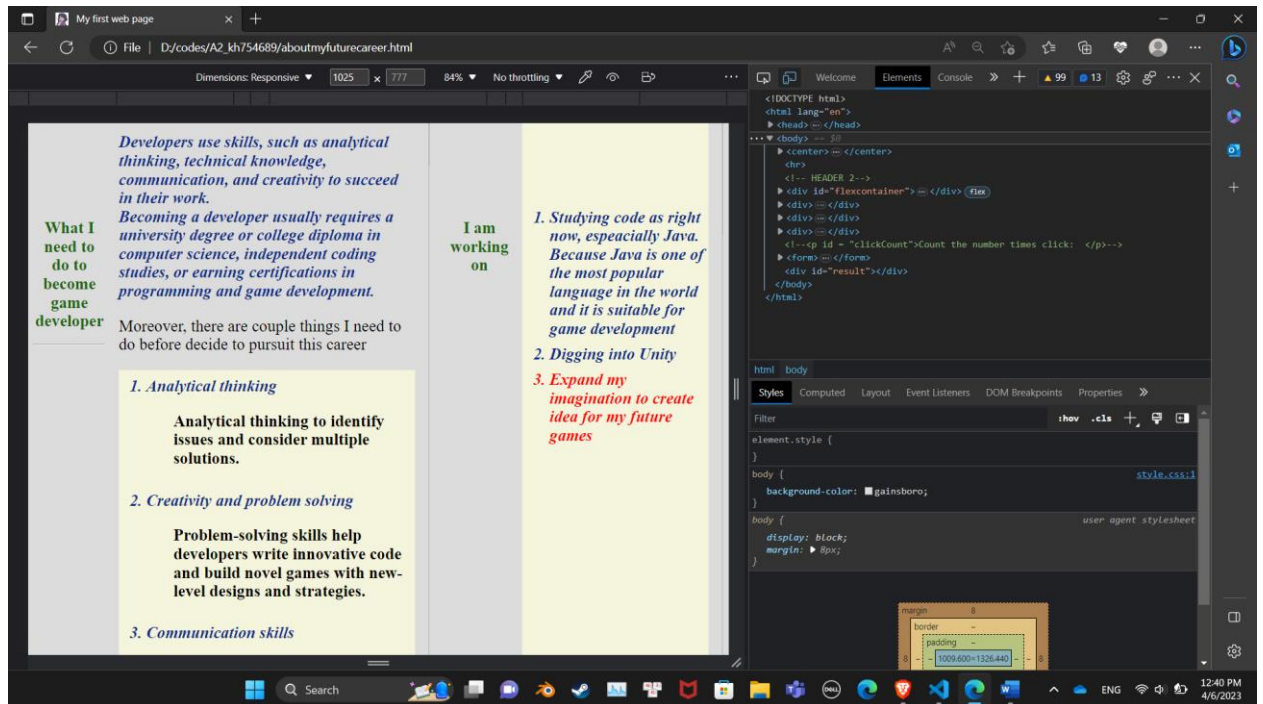 My first web page
File | D:/codes/A2_kh754689/aboutmyfuturecareer.html
Dimensions: Responsive ▼ 1025 x 777 84% ▼ No throttling ▼
Welcome Elements Console 99 13
<!DOCTYPE html>
<html lang="en">
▶ <head> ⋯ </head>
⋯ ▼ <body> == $0
▶ <center> ⋯ </center>
<hr>
<!-- HEADER 2-->
▶ <div id="flexcontainer"> ⋯ </div> flex
▶ <div> ⋯ </div>
▶ <div> ⋯ </div>
▶ <div> ⋯ </div>
<!--<p id = "clickCount">Count the number times click:  </p>-->
▶ <form> ⋯ </form>
<div id="result"></div>
</body>
</html>
html body
Styles Computed Layout Event Listeners DOM Breakpoints Properties
Filter :hov .cls
element.style {
}
body { style.css:1
background-color: gainsboro;
}
body { user agent stylesheet
display: block;
margin: ▶ 8px;
}
margin 8
border -
padding -
8 - - 1009.600×1326.440 - - 8
What I
need to
do to
become
game
developer
Developers use skills, such as analytical
thinking, technical knowledge,
communication, and creativity to succeed
in their work.
Becoming a developer usually requires a
university degree or college diploma in
computer science, independent coding
studies, or earning certifications in
programming and game development.
Moreover, there are couple things I need to
do before decide to pursuit this career
1. Analytical thinking
Analytical thinking to identify
issues and consider multiple
solutions.
2. Creativity and problem solving
Problem-solving skills help
developers write innovative code
and build novel games with new-
level designs and strategies.
3. Communication skills
I am
working
on
1. Studying code as right
now, espeacially Java.
Because Java is one of
the most popular
language in the world
and it is suitable for
game development
2. Digging into Unity
3. Expand my
imagination to create
idea for my future
games
Search
DELL
ENG
12:40 PM
4/6/2023